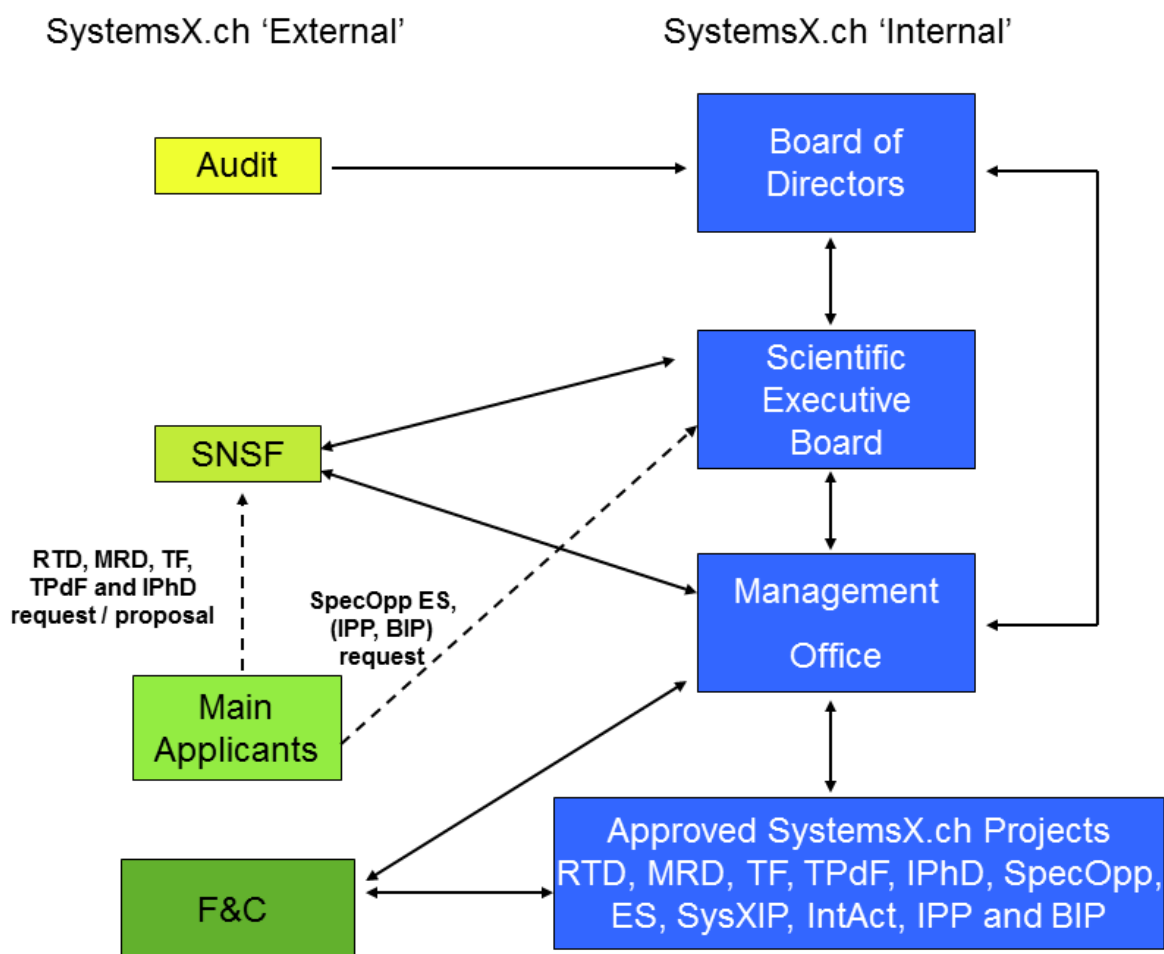 SystemsX.ch ‘External’
SystemsX.ch ‘Internal’
Audit
Board of
Directors
Scientific
Executive
Board
SNSF
RTD, MRD, TF,
TPdF and IPhD
request / proposal
SpecOpp ES,
(IPP, BIP)
request
Management
Office
Main
Applicants
F&C
Approved SystemsX.ch Projects
RTD, MRD, TF, TPdF, IPhD, SpecOpp,
ES, SysXIP, IntAct, IPP and BIP